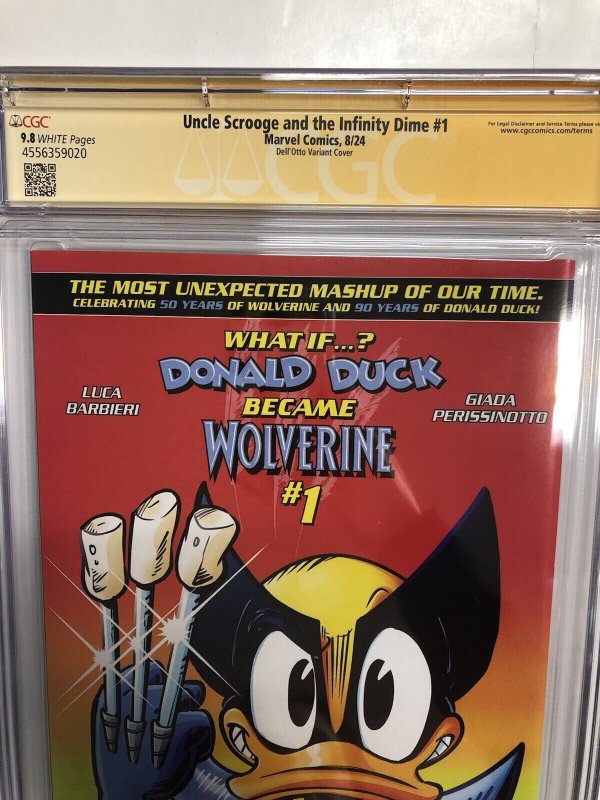 CGC
9.8 WHITE Pages
4556359020
Uncle Scrooge and the Infinity Dime #1
Marvel Comics, 8/24
Dell'Otto Variant Cover
For Legal Disclaimer and Service Terms please vi
www.cgccomics.com/terms
CGC
THE MOST UNEXPECTED MASHUP OF OUR TIME.
CELEBRATING 50 YEARS OF WOLVERINE AND 90 YEARS OF DONALD DUCK!
WHAT IF...?
DONALD DUCK
BECAME
WOLVERINE
#1
LUCA
BARBIERI
GIADA
PERISSINOTTO